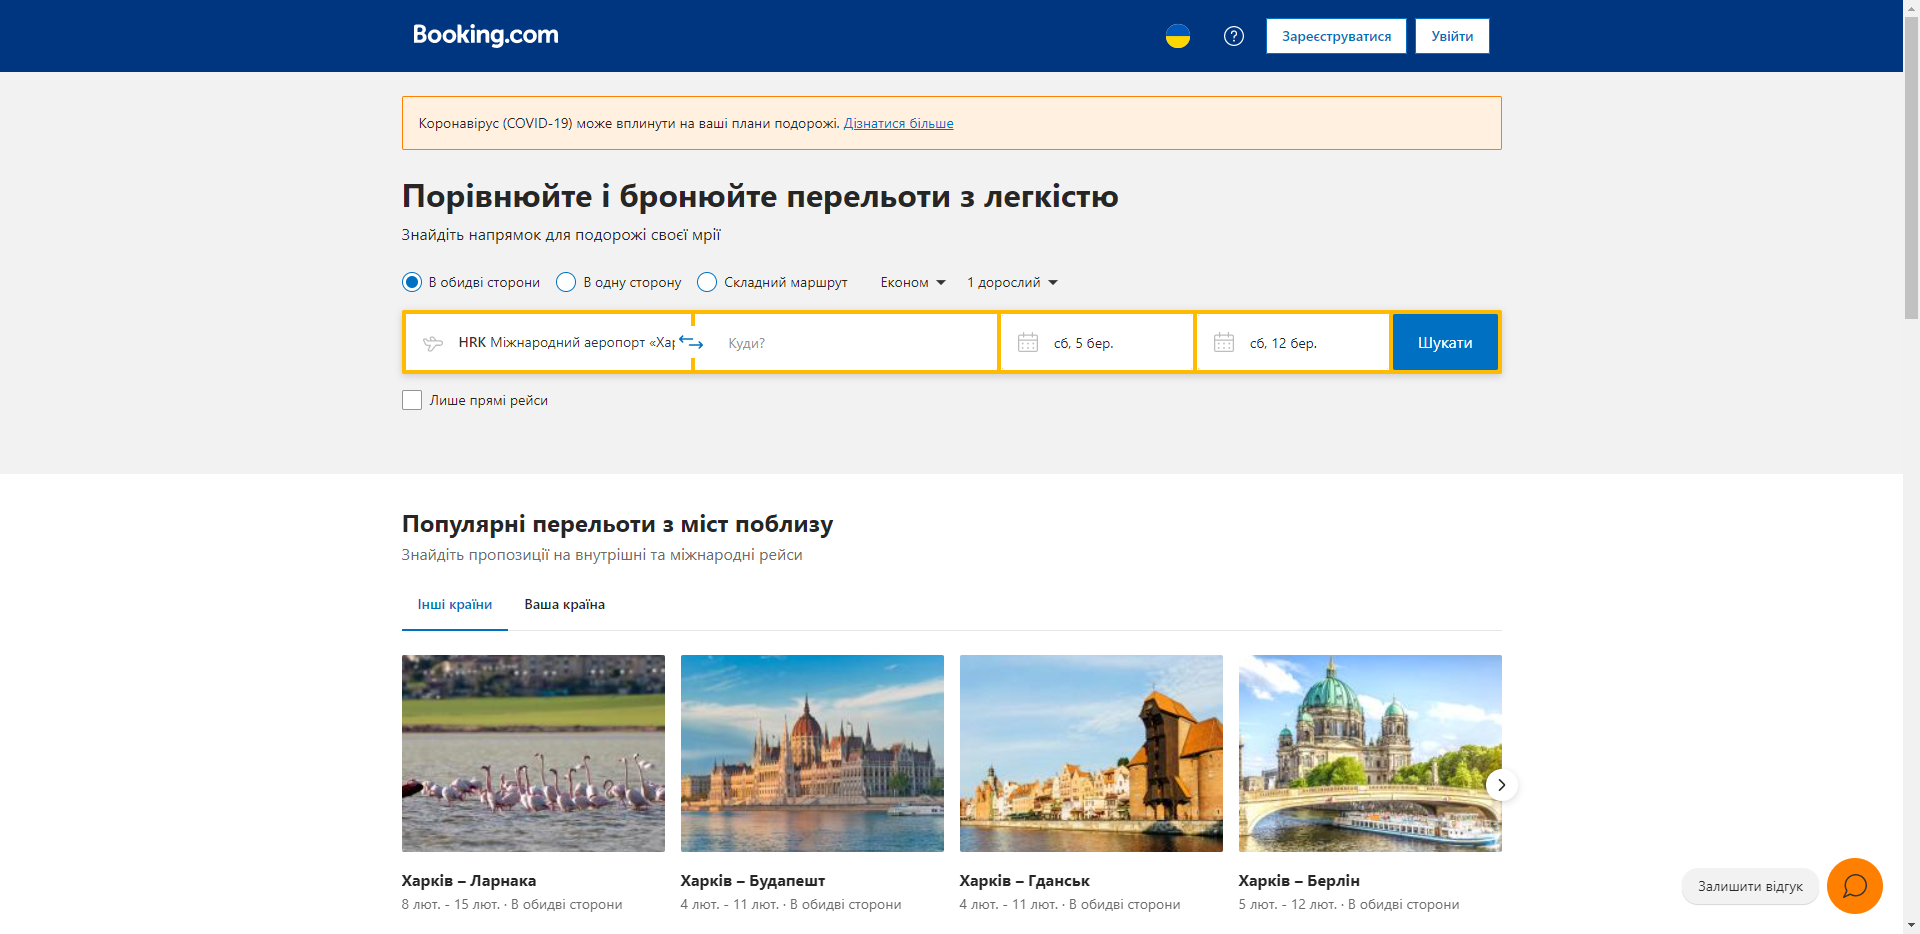 Booking.com
Зареєструватися
Увійти
Коронавірус (COVID-19) може вплинути на ваші плани подорожі. Дізнатися більше
Порівнюйте і бронюйте перельоти з легкістю
Знайдіть напрямок для подорожі своєї мрії
В обидві сторони
В одну сторону
Складний маршрут
Економ
1 дорослий
HRK Міжнародний аеропорт «Хар
Куди?
сб, 5 бер.
сб, 12 бер.
Шукати
Лише прямі рейси
Популярні перельоти з міст поблизу
Знайдіть пропозиції на внутрішні та міжнародні рейси
Інші країни
Ваша країна
Харків – Ларнака
8 лют. - 15 лют. · В обидві сторони
Харків – Будапешт
4 лют. - 11 лют. · В обидві сторони
Харків – Гданськ
4 лют. - 11 лют. · В обидві сторони
Харків – Берлін
5 лют. - 12 лют. · В обидві сторони
Залишити відгук